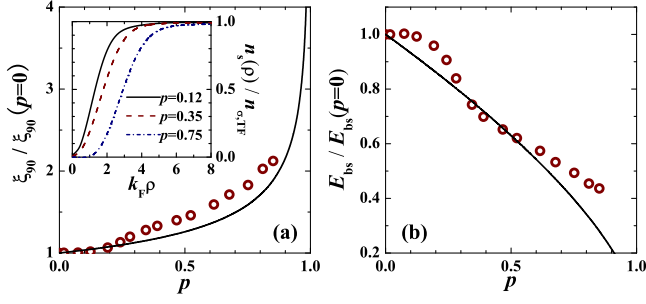 4
3
2
1
ξ₉₀ / ξ₉₀ (p=0)
1.0
0.5
0.0
n_s (ρ) / n_σ,TF
p=0.12
p=0.35
p=0.75
0 2 4 6 8
k_F ρ
(a)
0.0 0.5 1.0
p
1.0
0.8
0.6
0.4
0.2
E_bs / E_bs(p=0)
(b)
0.0 0.5 1.0
p